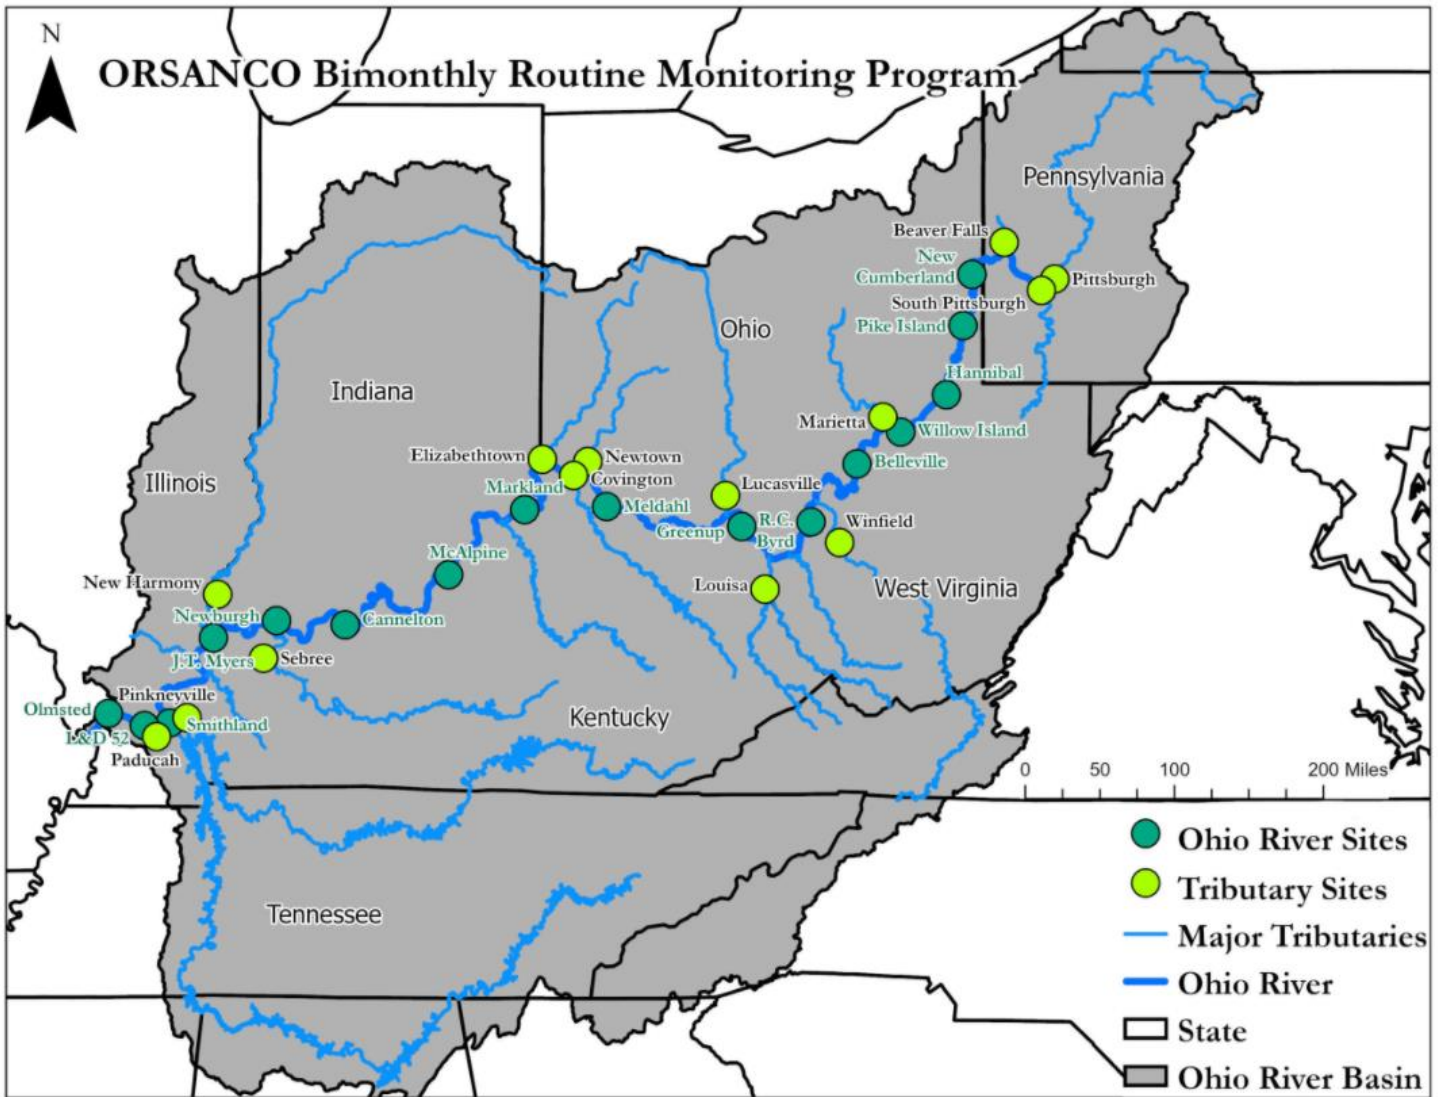 N
ORSANCO Bimonthly Routine Monitoring Program
Pennsylvania
Beaver Falls
New
Cumberland
Pittsburgh
South Pittsburgh
Pike Island
Ohio
Hannibal
Indiana
Marietta
Willow Island
Elizabethtown
Newtown
Belleville
Covington
Illinois
Markland
Lucasville
Meldahl
R.C.
Byrd
Winfield
Greenup
McAlpine
New Harmony
Louisa
West Virginia
Newburgh
Cannelton
J.T. Myers
Sebree
Pinkneyville
Olmsted
Smithland
Kentucky
L&D 52
Paducah
0 50 100 200 Miles
Ohio River Sites
Tributary Sites
Tennessee
Major Tributaries
Ohio River
State
Ohio River Basin